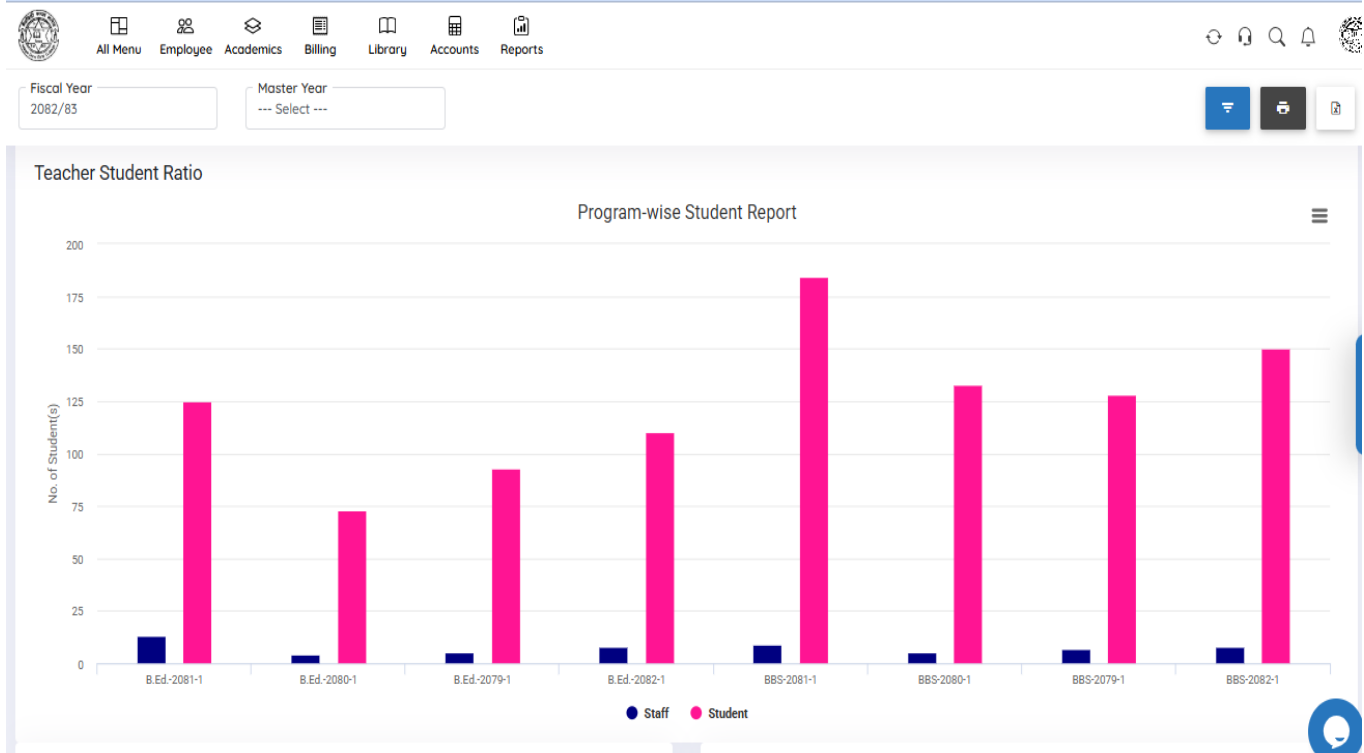 All Menu Employee Academics Billing Library Accounts Reports
Fiscal Year
2082/83
Master Year
--- Select ---
Teacher Student Ratio
Program-wise Student Report
No. of Student(s)
200
175
150
125
100
75
50
25
0
B.Ed.-2081-1 B.Ed.-2080-1 B.Ed.-2079-1 B.Ed.-2082-1 BBS-2081-1 BBS-2080-1 BBS-2079-1 BBS-2082-1
Staff Student